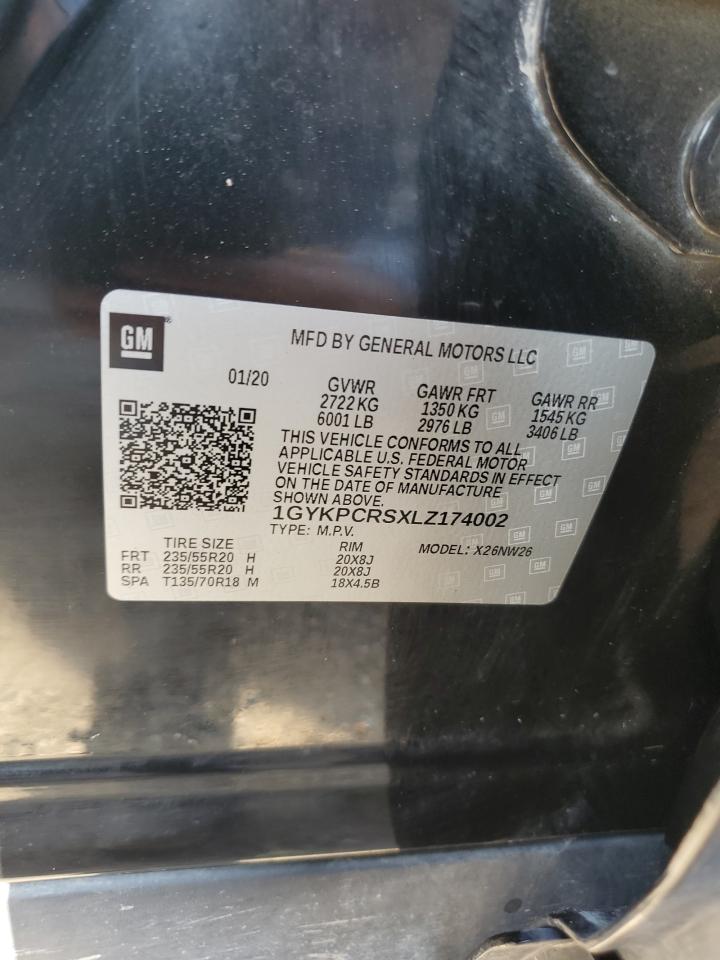 GM
MFD BY GENERAL MOTORS LLC
01/20 GVWR GAWR FRT GAWR RR
2722 KG 1350 KG 1545 KG
6001 LB 2976 LB 3406 LB
THIS VEHICLE CONFORMS TO ALL
APPLICABLE U.S. FEDERAL MOTOR
VEHICLE SAFETY STANDARDS IN EFFECT
ON THE DATE OF MANUFACTURE
SHOWN ABOVE.
1GYKPCRSXLZ174002
TYPE: M.P.V. MODEL: X26NW26
TIRE SIZE RIM
FRT 235/55R20 H 20X8J
RR 235/55R20 H 20X8J
SPA T135/70R18 M 18X4.5B